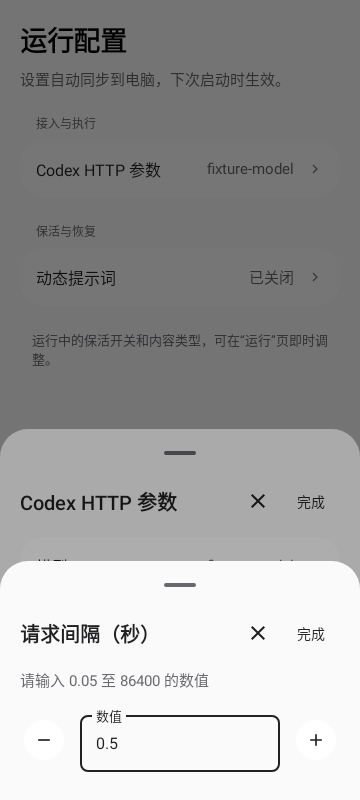 运行配置
设置自动同步到电脑，下次启动时生效。
接入与执行
Codex HTTP 参数
fixture-model
保活与恢复
动态提示词
已关闭
运行中的保活开关和内容类型，可在“运行”页即时调
整。
Codex HTTP 参数
完成
请求间隔（秒）
完成
请输入 0.05 至 86400 的数值
数值
0.5